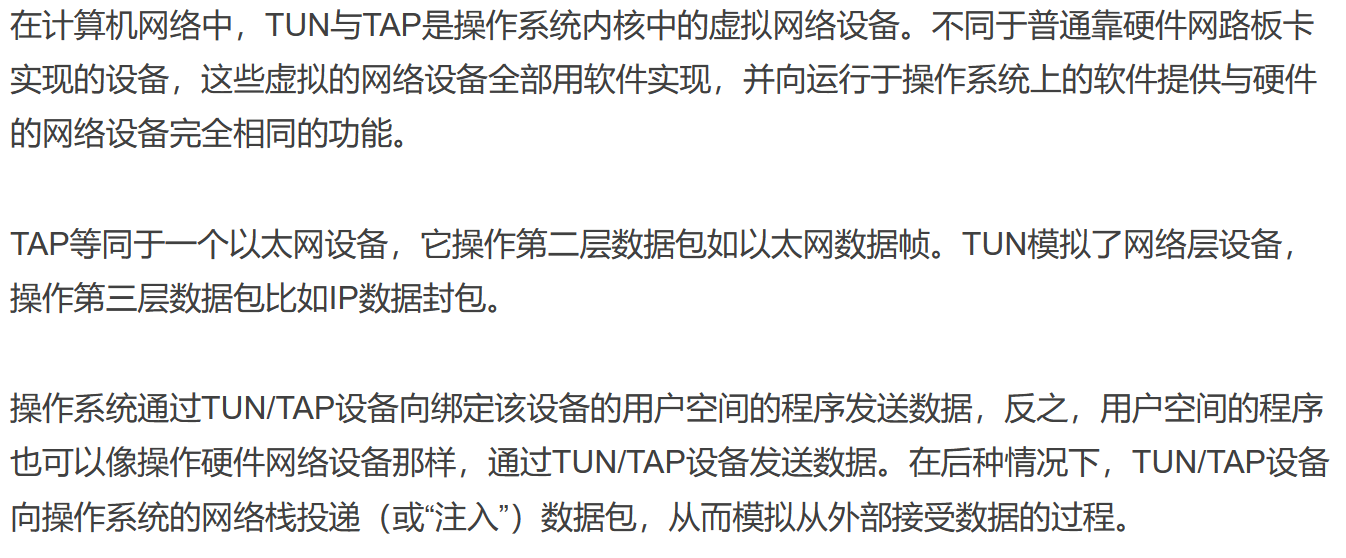 在计算机网络中，TUN与TAP是操作系统内核中的虚拟网络设备。不同于普通靠硬件网路板卡
实现的设备，这些虚拟的网络设备全部用软件实现，并向运行于操作系统上的软件提供与硬件
的网络设备完全相同的功能。
TAP等同于一个以太网设备，它操作第二层数据包如以太网数据帧。TUN模拟了网络层设备，
操作第三层数据包比如IP数据封包。
操作系统通过TUN/TAP设备向绑定该设备的用户空间的程序发送数据，反之，用户空间的程序
也可以像操作硬件网络设备那样，通过TUN/TAP设备发送数据。在后种情况下，TUN/TAP设备
向操作系统的网络栈投递（或“注入”）数据包，从而模拟从外部接受数据的过程。